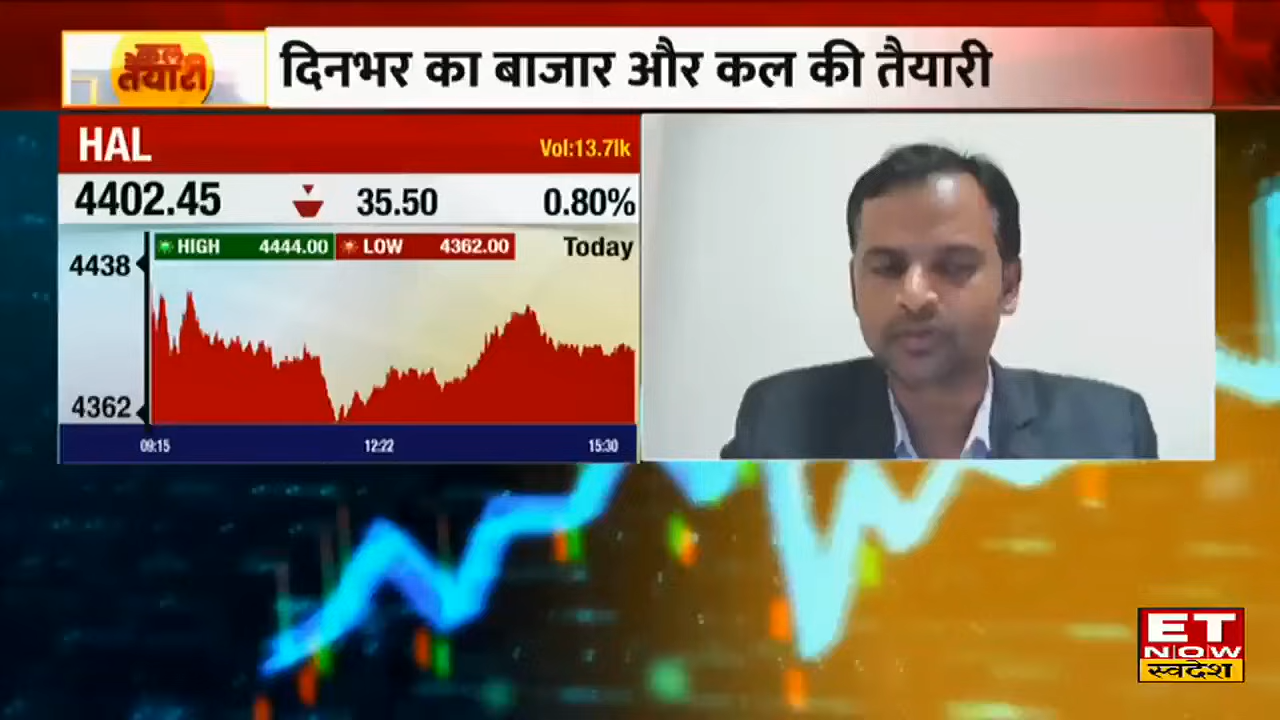 कल की
तैयारी
दिनभर का बाजार और कल की तैयारी
HAL
Vol:13.7lk
4402.45 35.50 0.80%
HIGH 4444.00 LOW 4362.00 Today
4438
4362
09:15 12:22 15:30
ET
NOW
स्वदेश